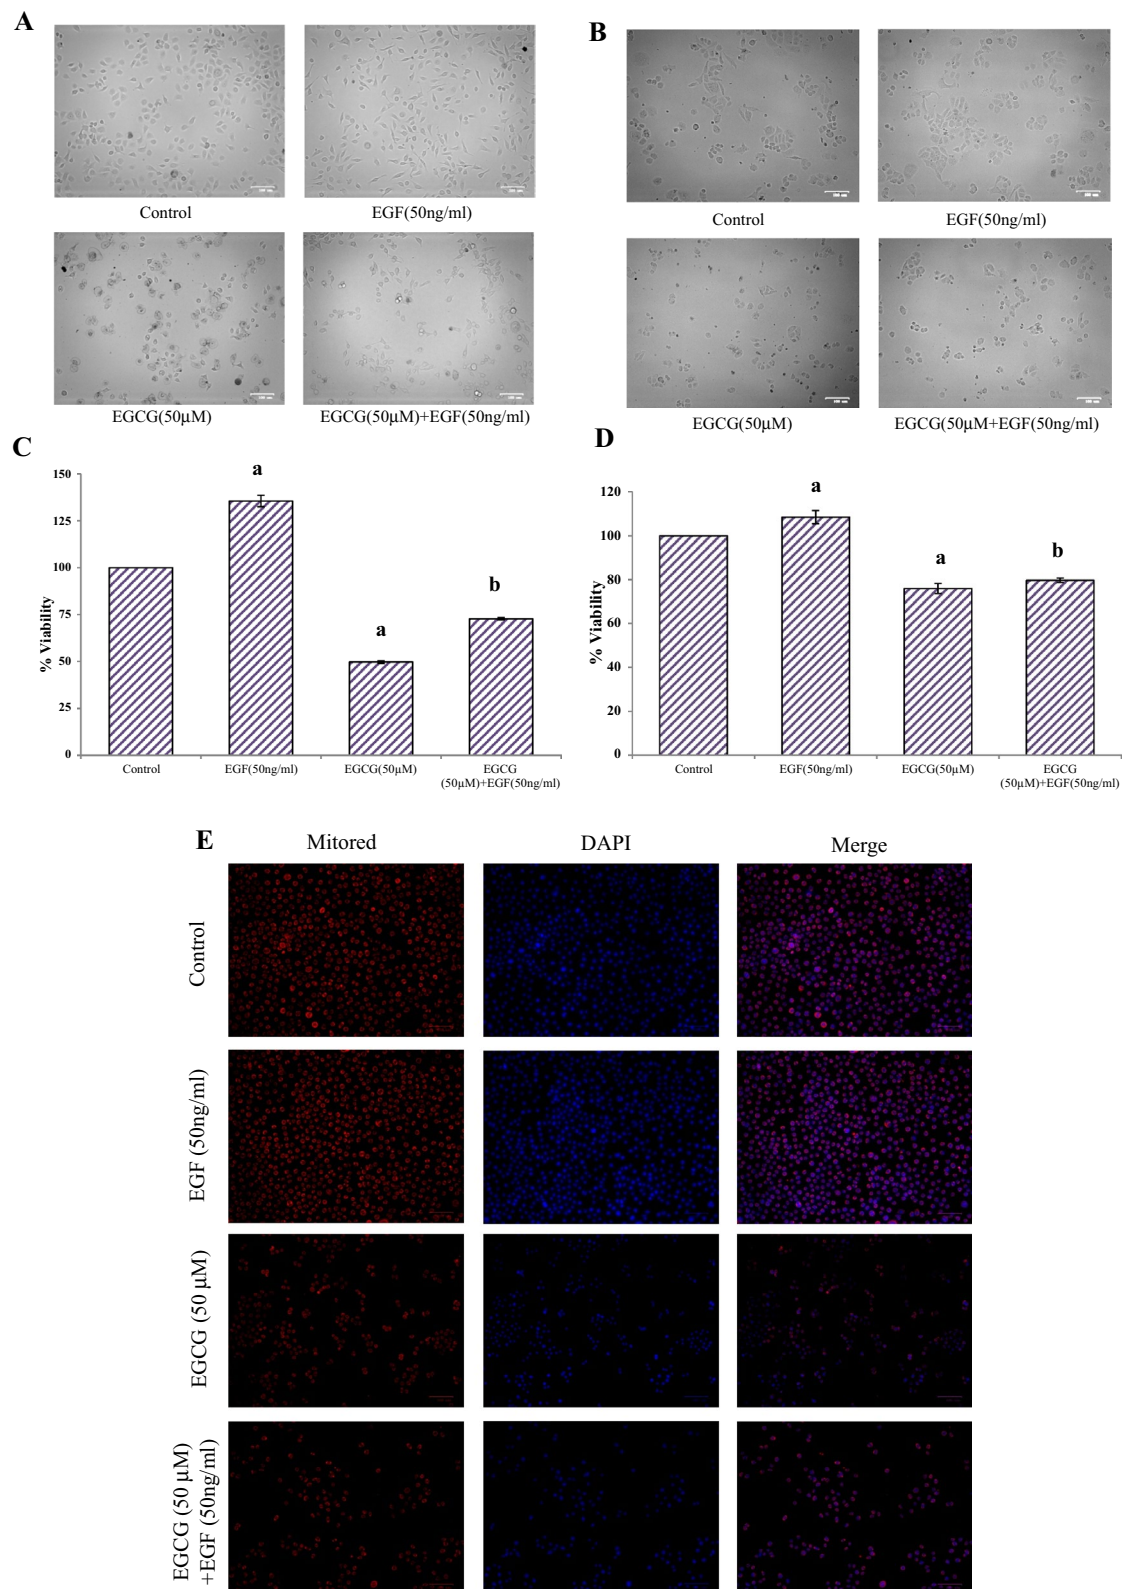 A
B
Control
EGF(50ng/ml)
Control
EGF(50ng/ml)
EGCG(50µM)
EGCG(50µM)+EGF(50ng/ml)
EGCG(50µM)
EGCG(50µM+EGF(50ng/ml)
C
% Viability
150
125
100
75
50
25
0
a
a
b
Control
EGF(50ng/ml)
EGCG(50µM)
EGCG
(50µM)+EGF(50ng/ml)
D
% Viability
120
100
80
60
40
20
0
a
a
b
Control
EGF(50ng/ml)
EGCG(50µM)
EGCG
(50µM)+EGF(50ng/ml)
E
Mitored
DAPI
Merge
Control
EGF (50ng/ml)
EGCG (50 µM)
EGCG (50 µM)
+EGF (50ng/ml)